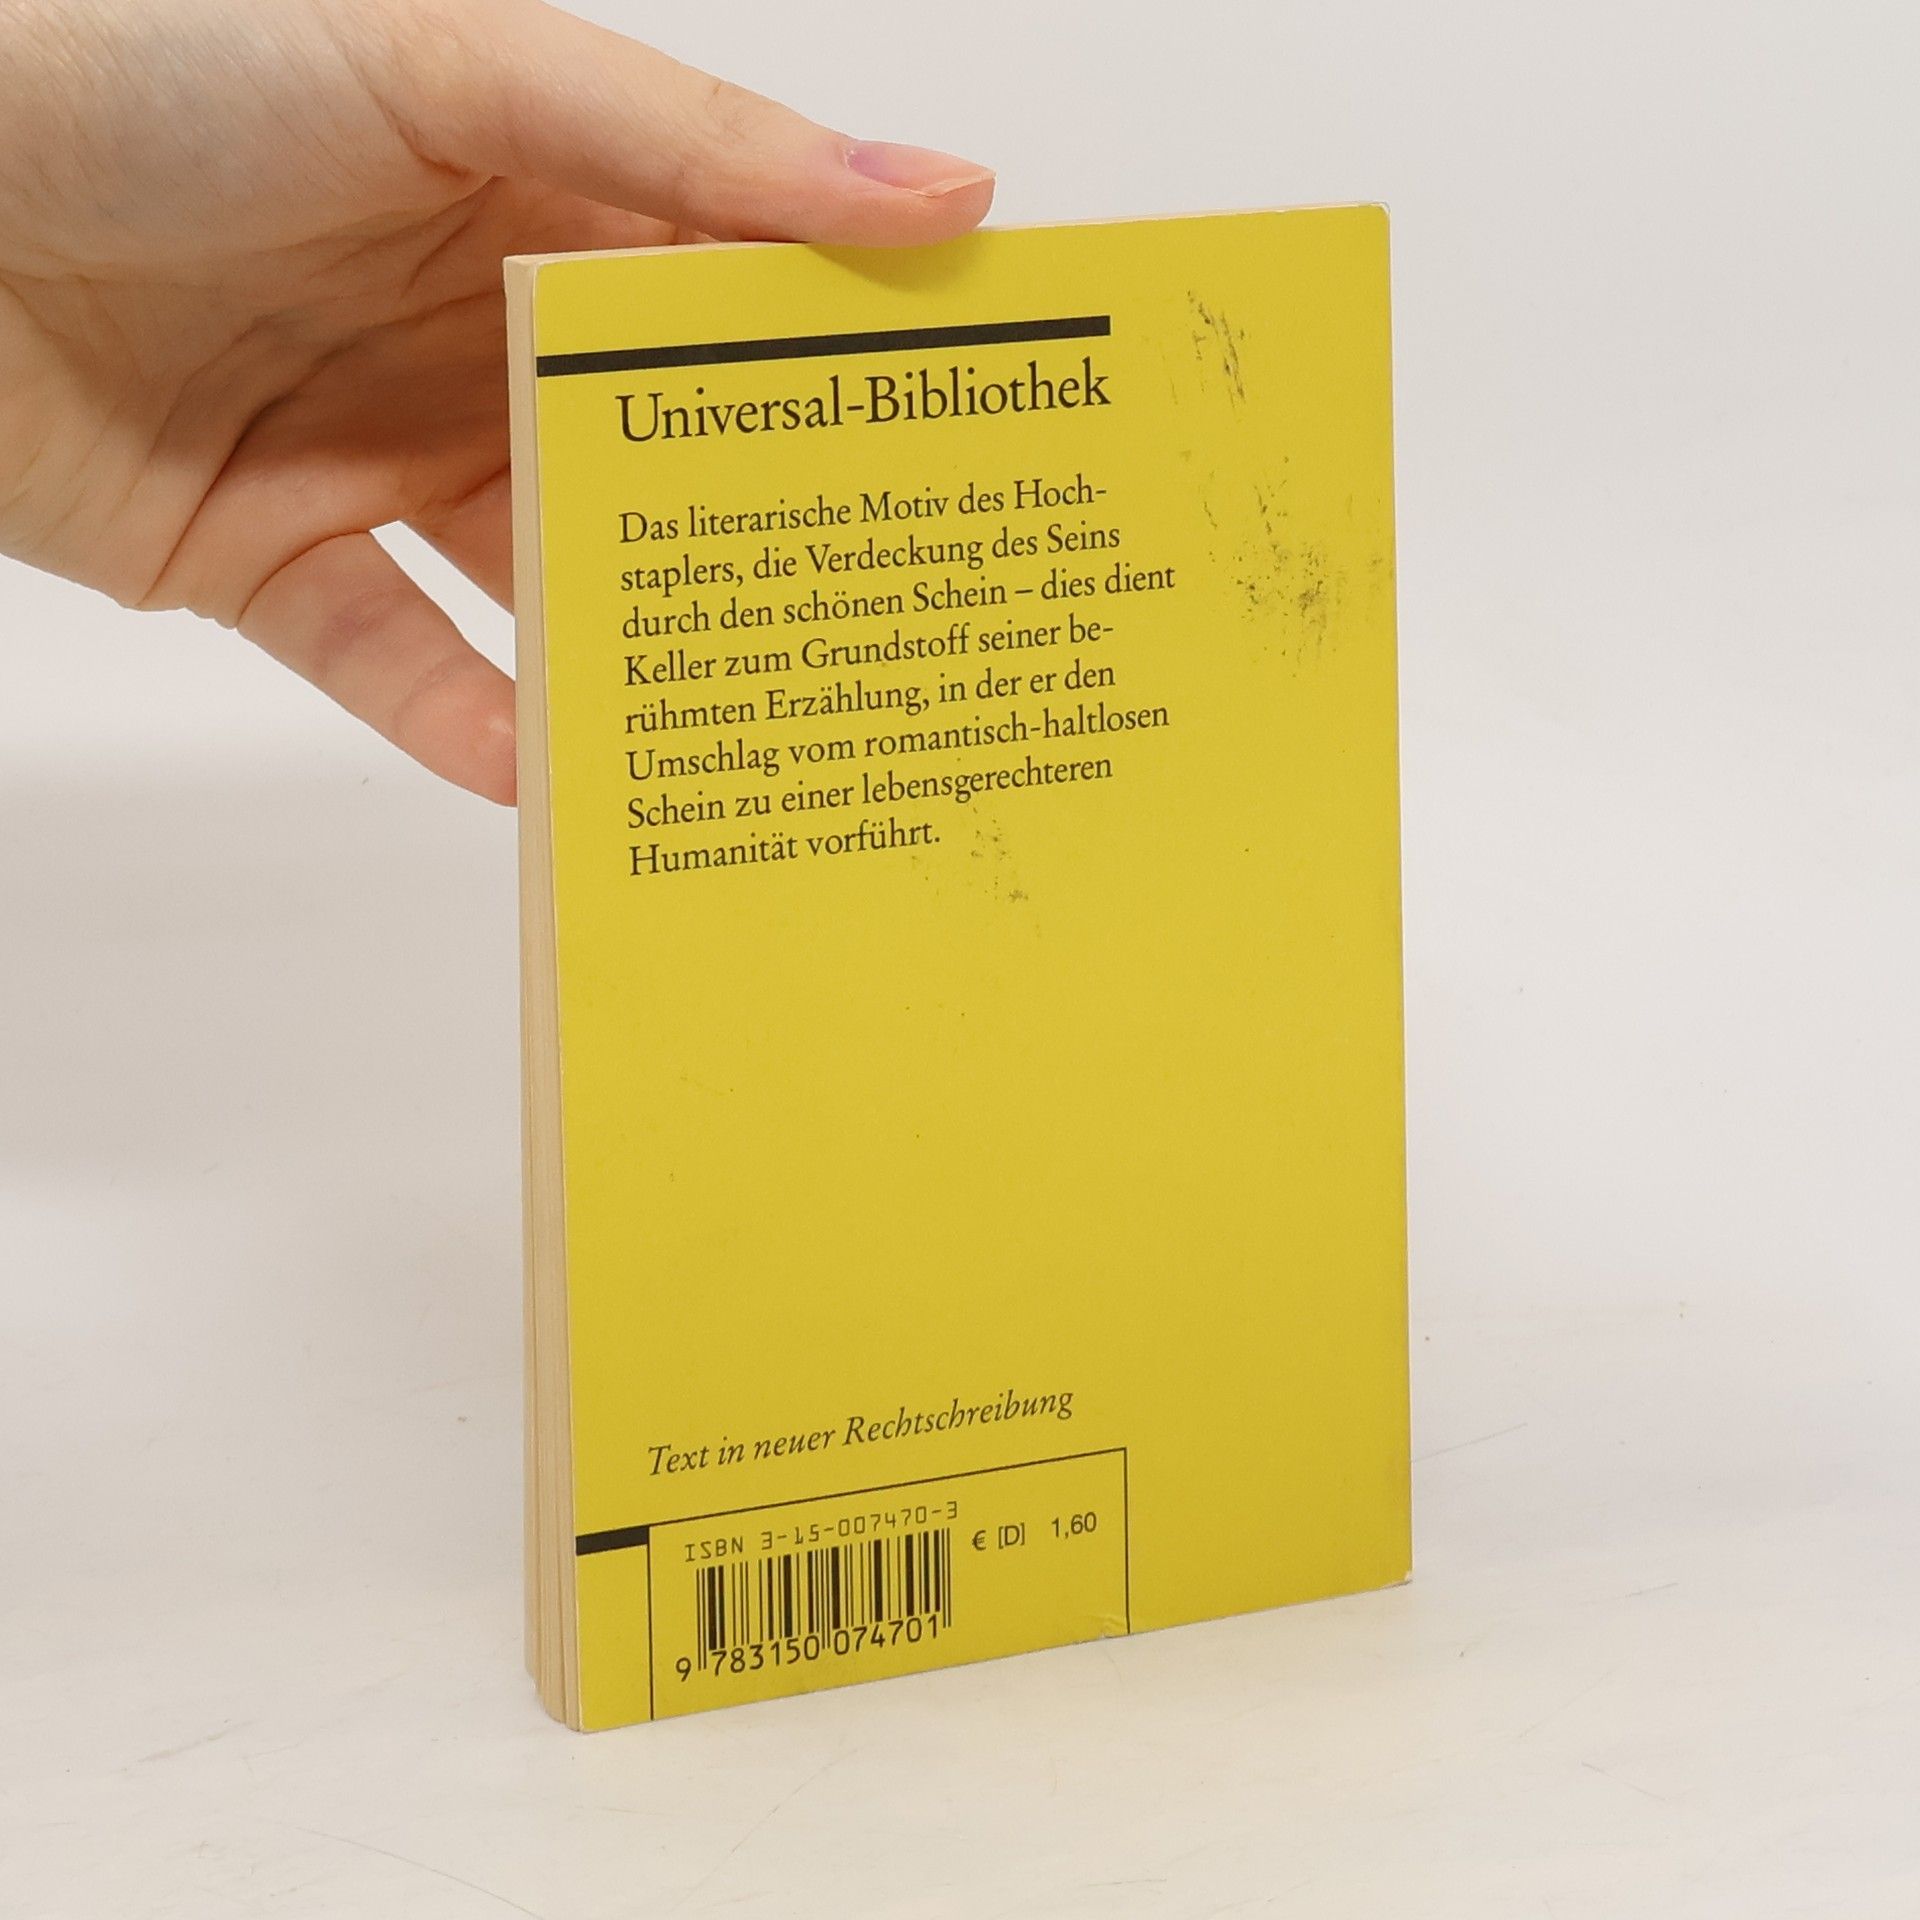 Universal-Bibliothek
Das literarische Motiv des Hoch-
staplers, die Verdeckung des Seins
durch den schönen Schein – dies dient
Keller zum Grundstoff seiner be-
rühmten Erzählung, in der er den
Umschlag vom romantisch-haltlosen
Schein zu einer lebensgerechteren
Humanität vorführt.
Text in neuer Rechtschreibung
ISBN 3-15-007470-3
€ [D] 1,60
9 783150 074701